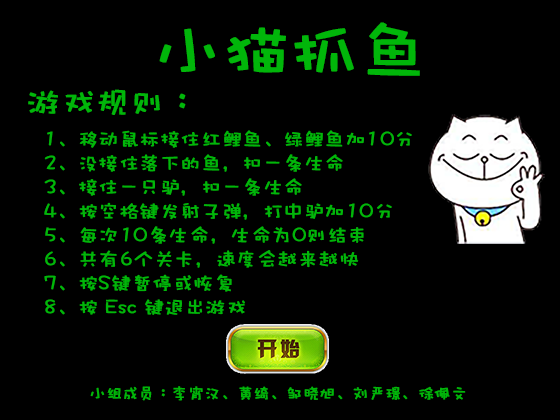 小猫抓鱼
游戏规则：
1、移动鼠标接住红鲤鱼、绿鲤鱼加10分
2、没接住落下的鱼，扣一条生命
3、接住一只驴，扣一条生命
4、按空格键发射子弹，打中驴加10分
5、每次10条生命，生命为0则结束
6、共有6个关卡，速度会越来越快
7、按S键暂停或恢复
8、按 Esc 键退出游戏
开始
小组成员：李宵汉、黄绮、邹晓旭、刘严璟、徐佩文